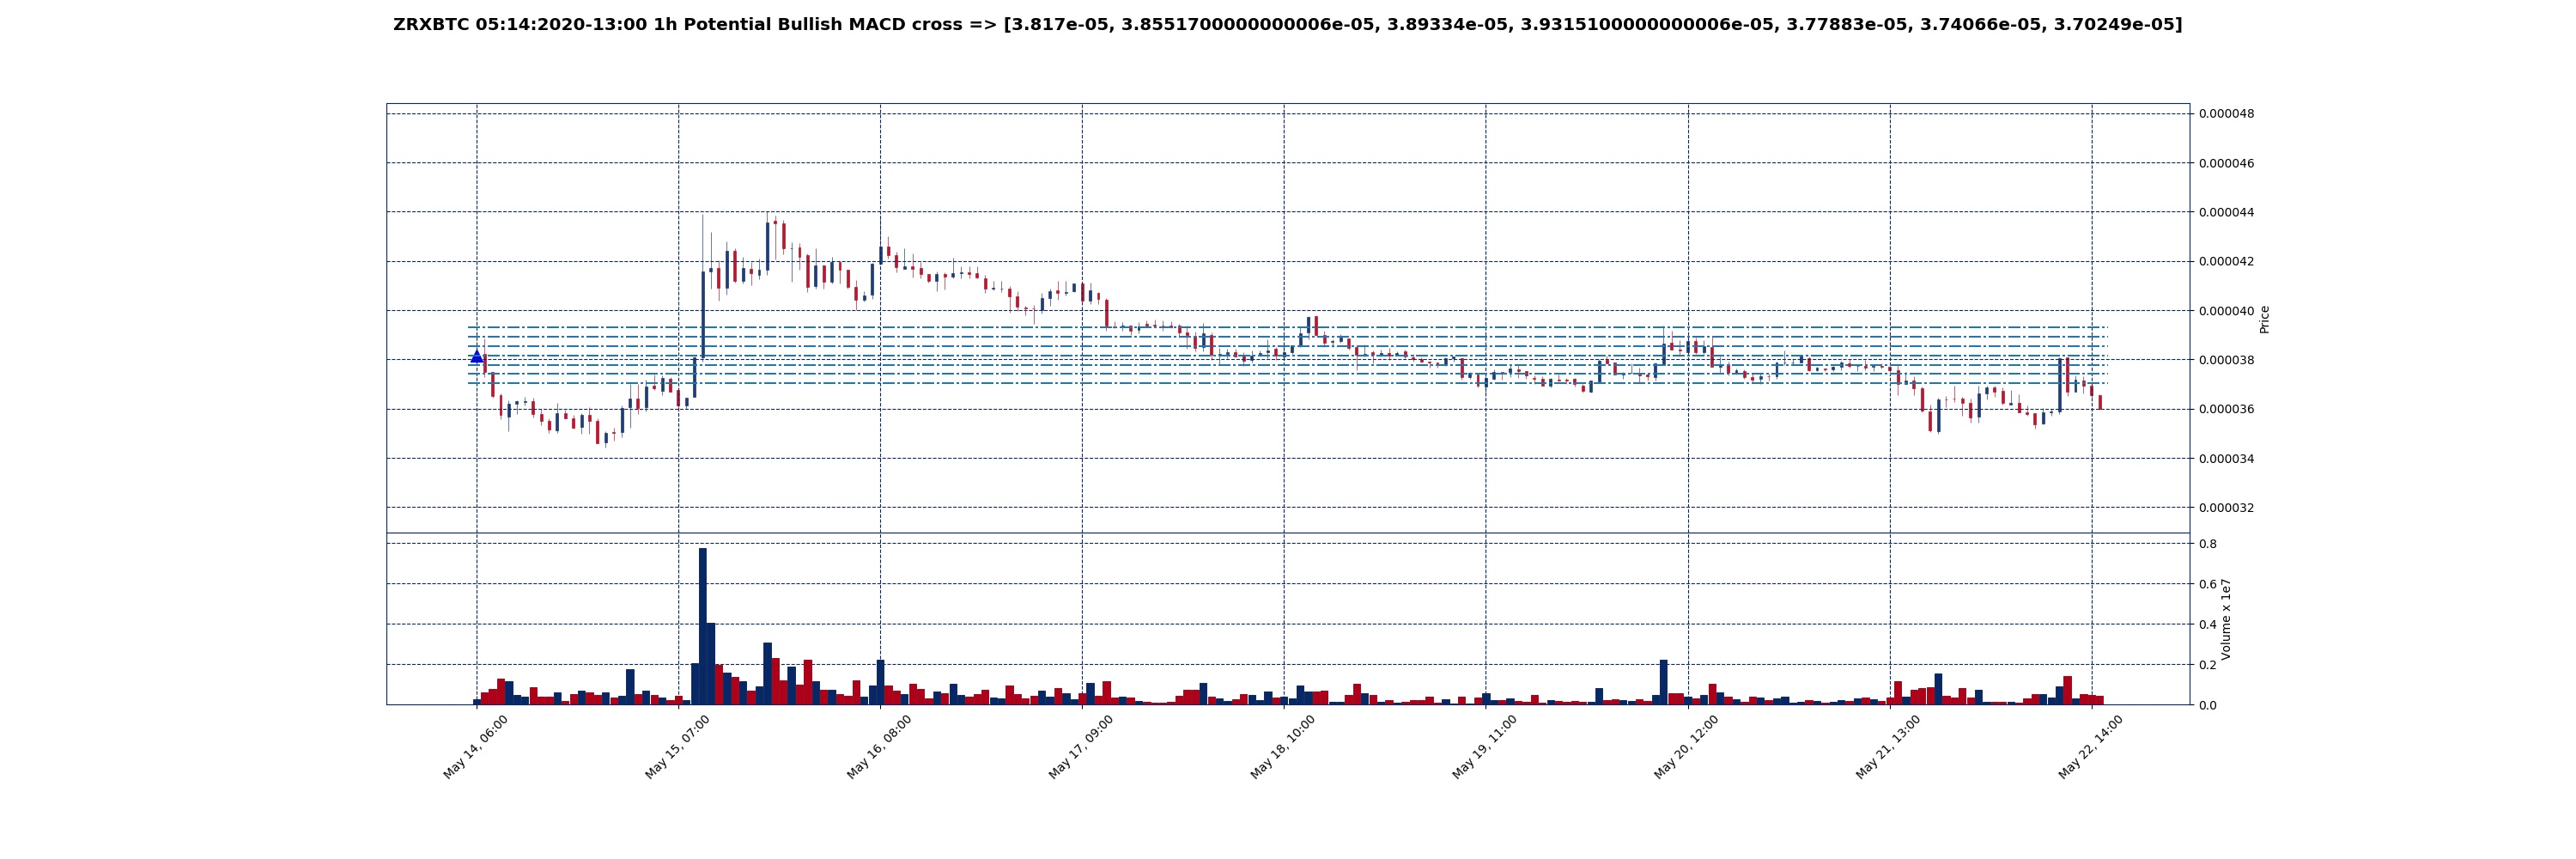 ZRXBTC 05:14:2020-13:00 1h Potential Bullish MACD cross => [3.817e-05, 3.8551700000000006e-05, 3.89334e-05, 3.9315100000000006e-05, 3.77883e-05, 3.74066e-05, 3.70249e-05]
0.000048
0.000046
0.000044
0.000042
0.000040
0.000038
0.000036
0.000034
0.000032
Price
0.8
0.6
0.4
0.2
0.0
Volume x 1e7
May 14, 06:00
May 15, 07:00
May 16, 08:00
May 17, 09:00
May 18, 10:00
May 19, 11:00
May 20, 12:00
May 21, 13:00
May 22, 14:00